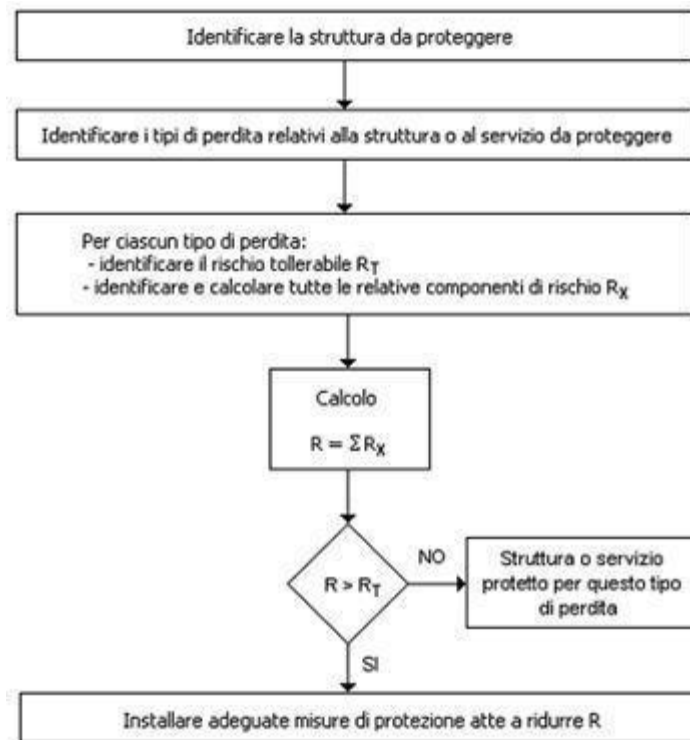 Identificare la struttura da proteggere
Identificare i tipi di perdita relativi alla struttura o al servizio da proteggere
Per ciascun tipo di perdita:
- identificare il rischio tollerabile RT
- identificare e calcolare tutte le relative componenti di rischio RX
Calcolo
R = ΣRX
R > RT
NO
Struttura o servizio
protetto per questo tipo
di perdita
SI
Installare adeguate misure di protezione atte a ridurre R